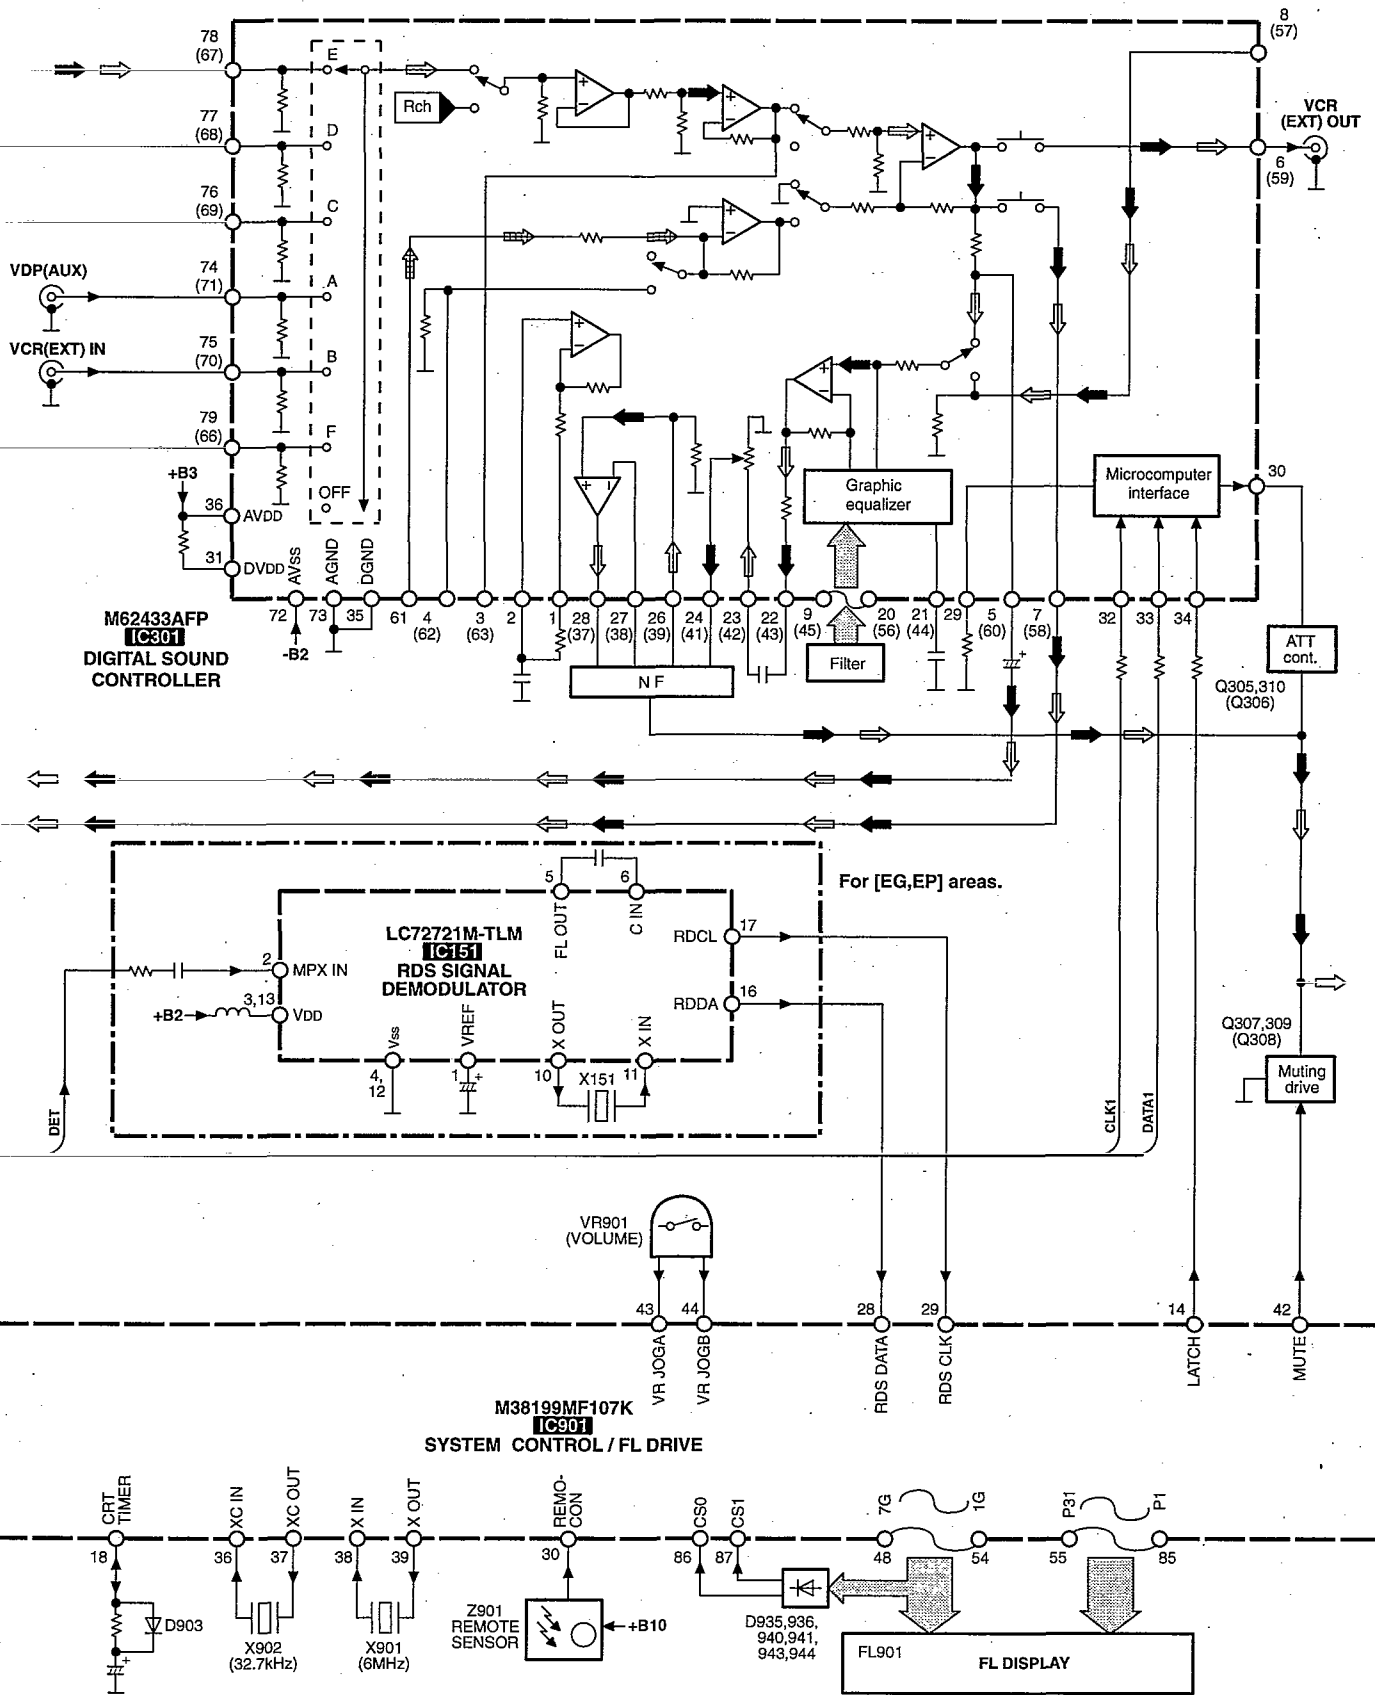 8
(57)
78
(67)
E
Rch
77
(68)
D
VCR
(EXT) OUT
6
(59)
76
(69)
C
VDP(AUX)
74
(71)
A
VCR(EXT) IN
75
(70)
B
79
(66)
F
+B3
OFF
36
AVDD
31
DVDD
AVSS
AGND
DGND
Graphic
equalizer
Microcomputer
interface
30
M62433AFP
IC301
DIGITAL SOUND
CONTROLLER
72
-B2
73
35
61
4
(62)
3
(63)
2
1
28
(37)
27
(38)
26
(39)
24
(41)
23
(42)
22
(43)
9
(45)
20
(56)
21
(44)
29
5
(60)
7
(58)
32
33
34
N F
Filter
ATT
cont.
Q305,310
(Q306)
For [EG,EP] areas.
5
6
FL OUT
C IN
LC72721M-TLM
IC151
RDS SIGNAL
DEMODULATOR
2
MPX IN
+B2
3,13
VDD
RDCL
17
RDDA
16
Vss
VREF
X OUT
X IN
4,
12
1
10
11
X151
DET
CLK1
DATA1
Q307,309
(Q308)
Muting
drive
VR901
(VOLUME)
43
44
28
29
14
42
VR JOGA
VR JOGB
RDS DATA
RDS CLK
LATCH
MUTE
M38199MF107K
IC901
SYSTEM CONTROL / FL DRIVE
CRT
TIMER
XC IN
XC OUT
X IN
X OUT
REMO-
CON
CS0
CS1
7G
1G
P31
P1
18
36
37
38
39
30
86
87
48
54
55
85
D903
X902
(32.7kHz)
X901
(6MHz)
Z901
REMOTE
SENSOR
+B10
D935,936,
940,941,
943,944
FL901
FL DISPLAY